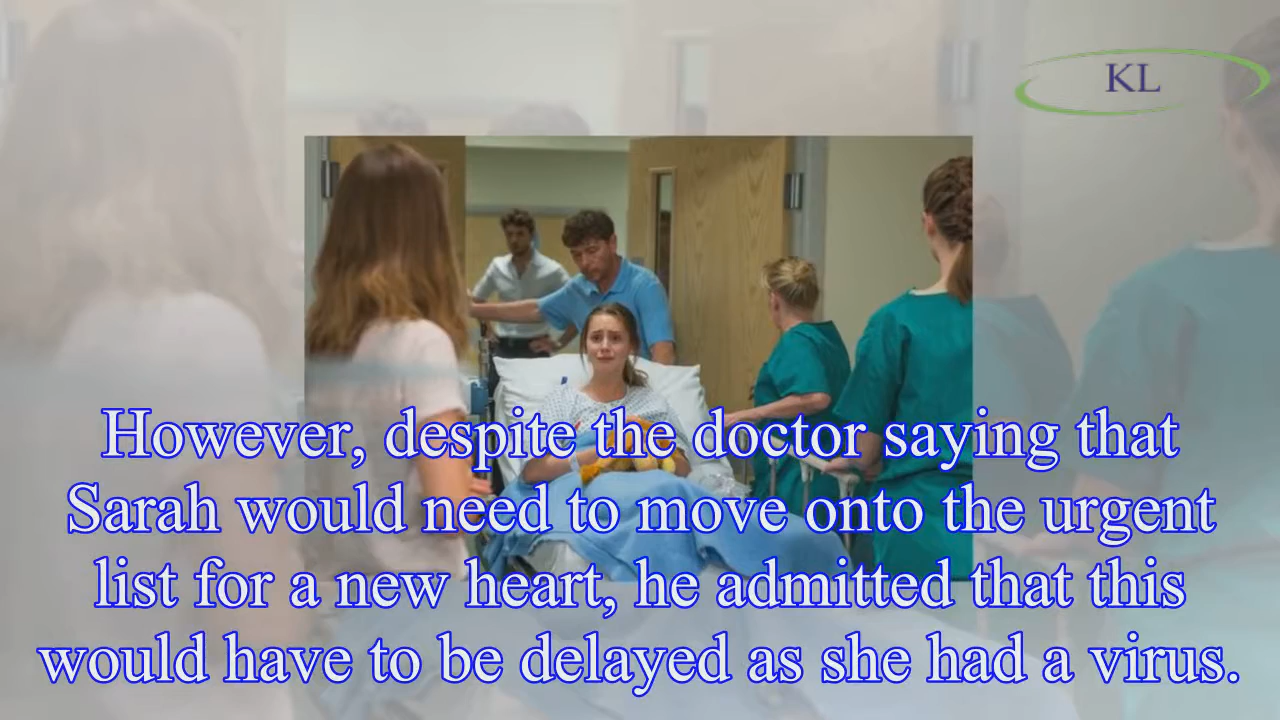 KL
However, despite the doctor saying that
Sarah would need to move onto the urgent
list for a new heart, he admitted that this
would have to be delayed as she had a virus.